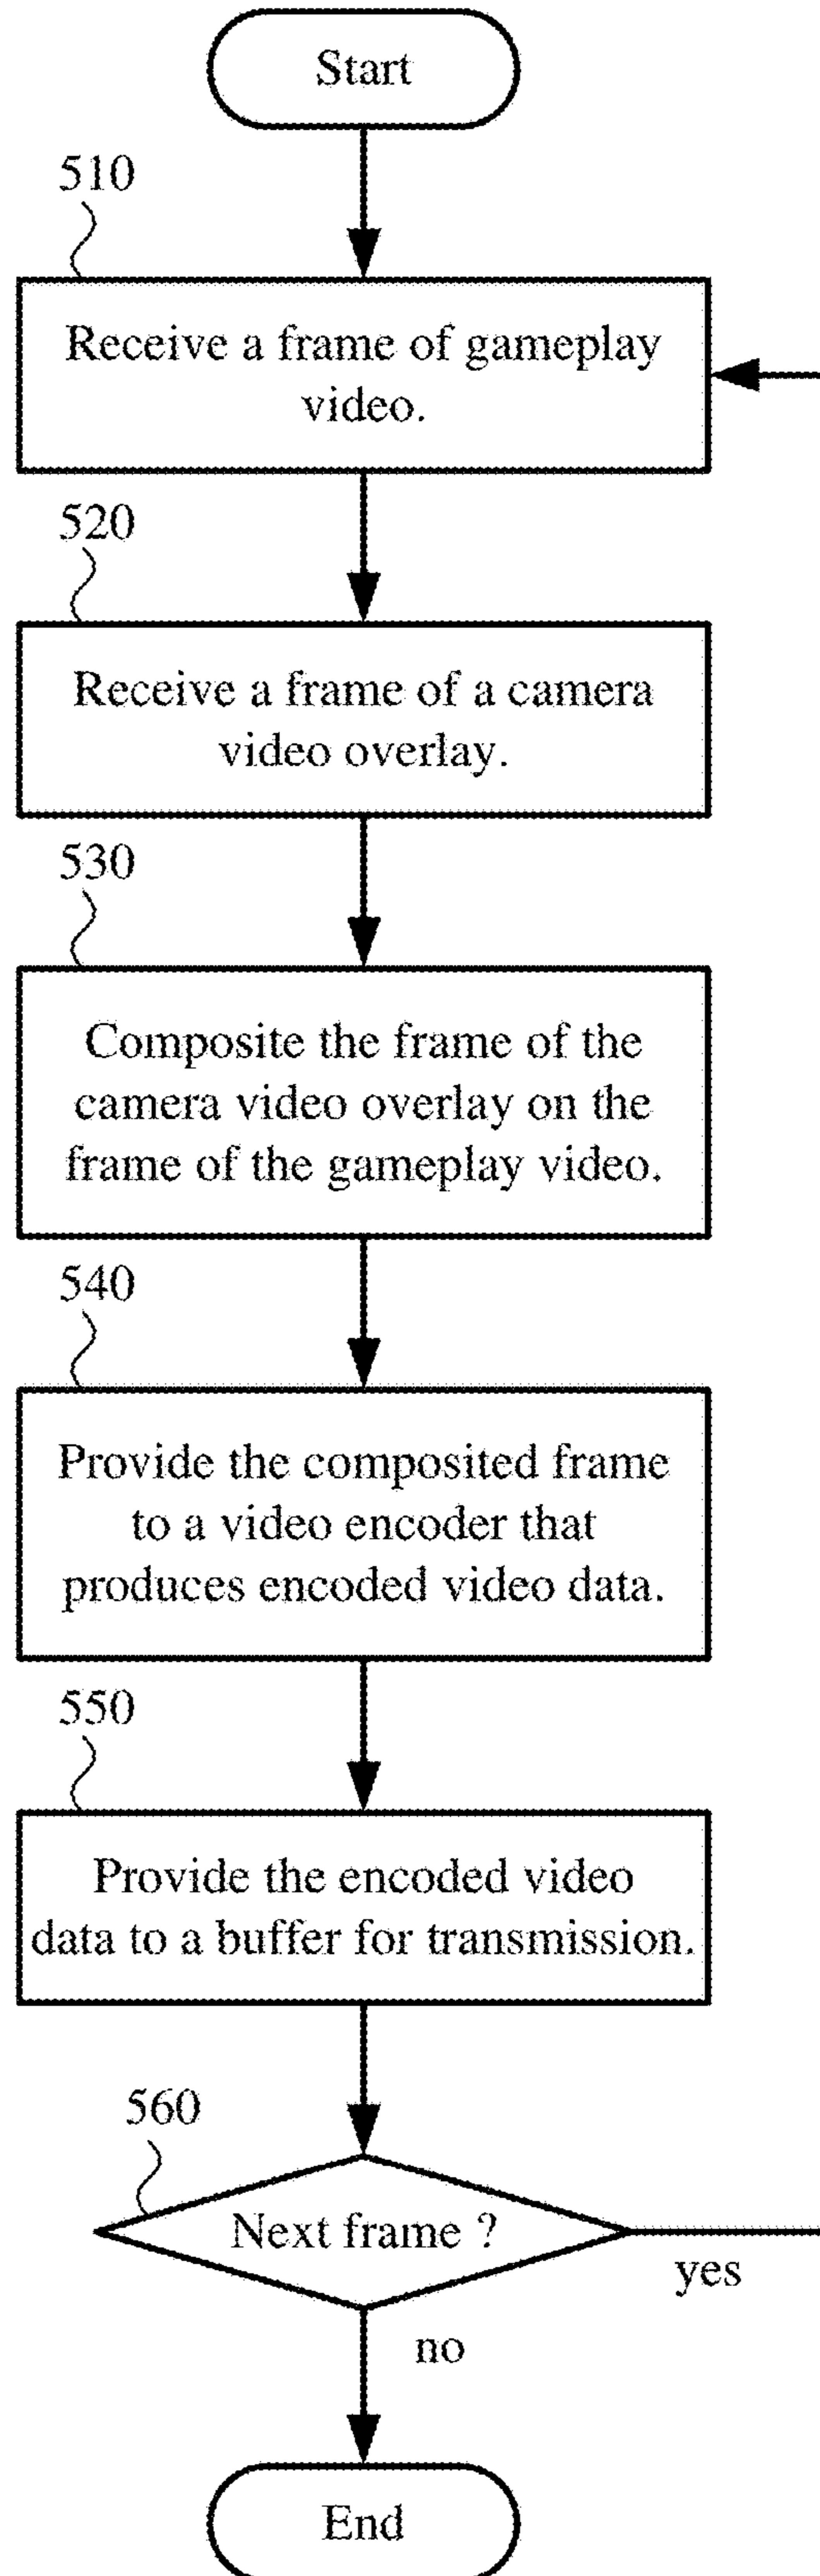 Start
510
Receive a frame of gameplay
video.
520
Receive a frame of a camera
video overlay.
530
Composite the frame of the
camera video overlay on the
frame of the gameplay video.
540
Provide the composited frame
to a video encoder that
produces encoded video data.
550
Provide the encoded video
data to a buffer for transmission.
560
Next frame ?
yes
no
End